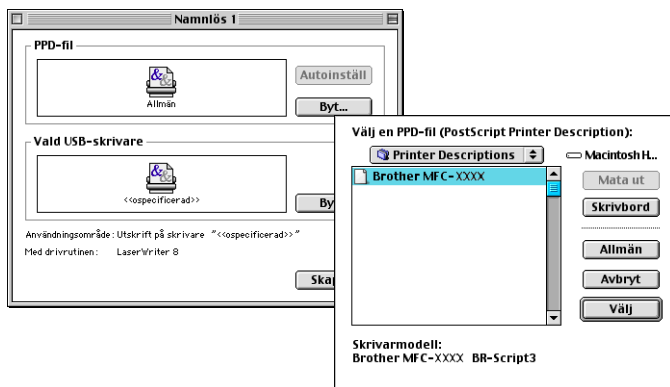 Namnlös 1
PPD-fil
Allmän
Autoinställ
Byt...
Vald USB-skrivare
<<ospecificerad>>
By
Användningsområde: Utskrift på skrivare "<<ospecificerad>>"
Med drivrutinen: LaserWriter 8
Ska
Välj en PPD-fil (PostScript Printer Description):
Printer Descriptions
Macintosh H...
Brother MFC-XXXX
Mata ut
Skrivbord
Allmän
Avbryt
Välj
Skrivarmodell:
Brother MFC-XXXX BR-Script3